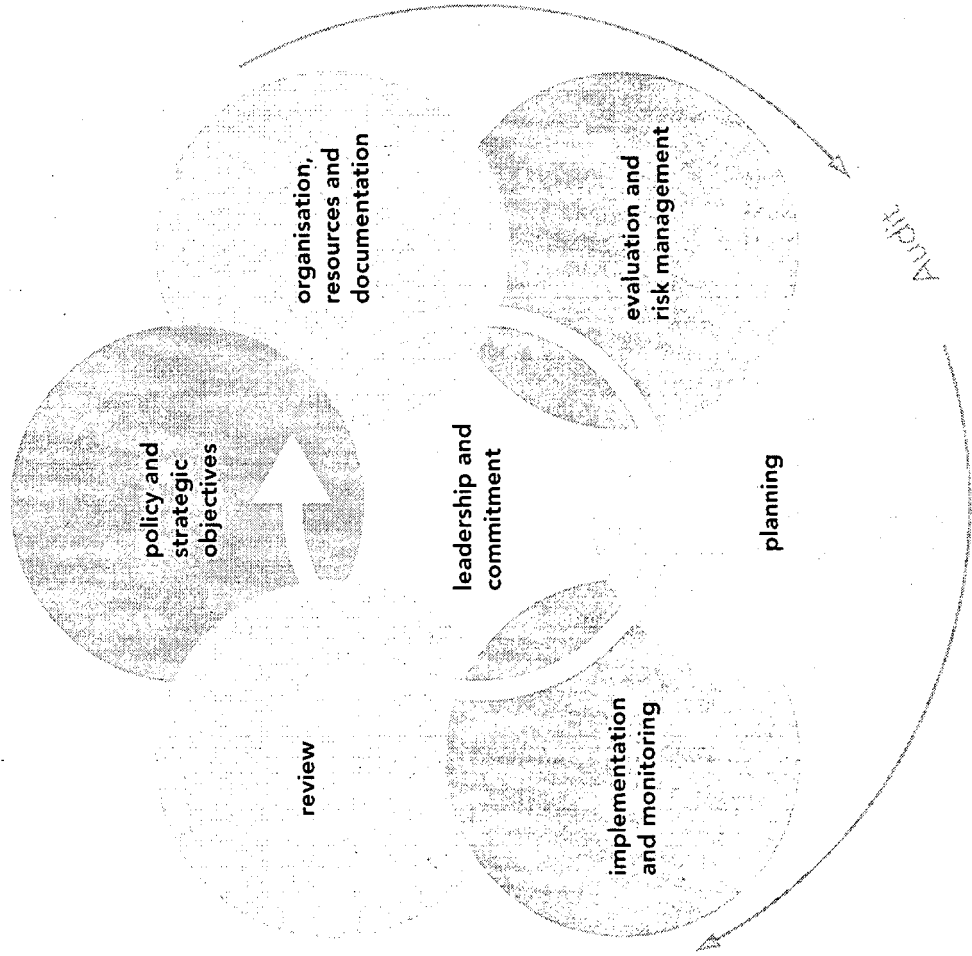 policy and
strategic
objectives
organisation,
resources and
documentation
evaluation and
risk management
planning
implementation
and monitoring
review
leadership and
commitment
Audit